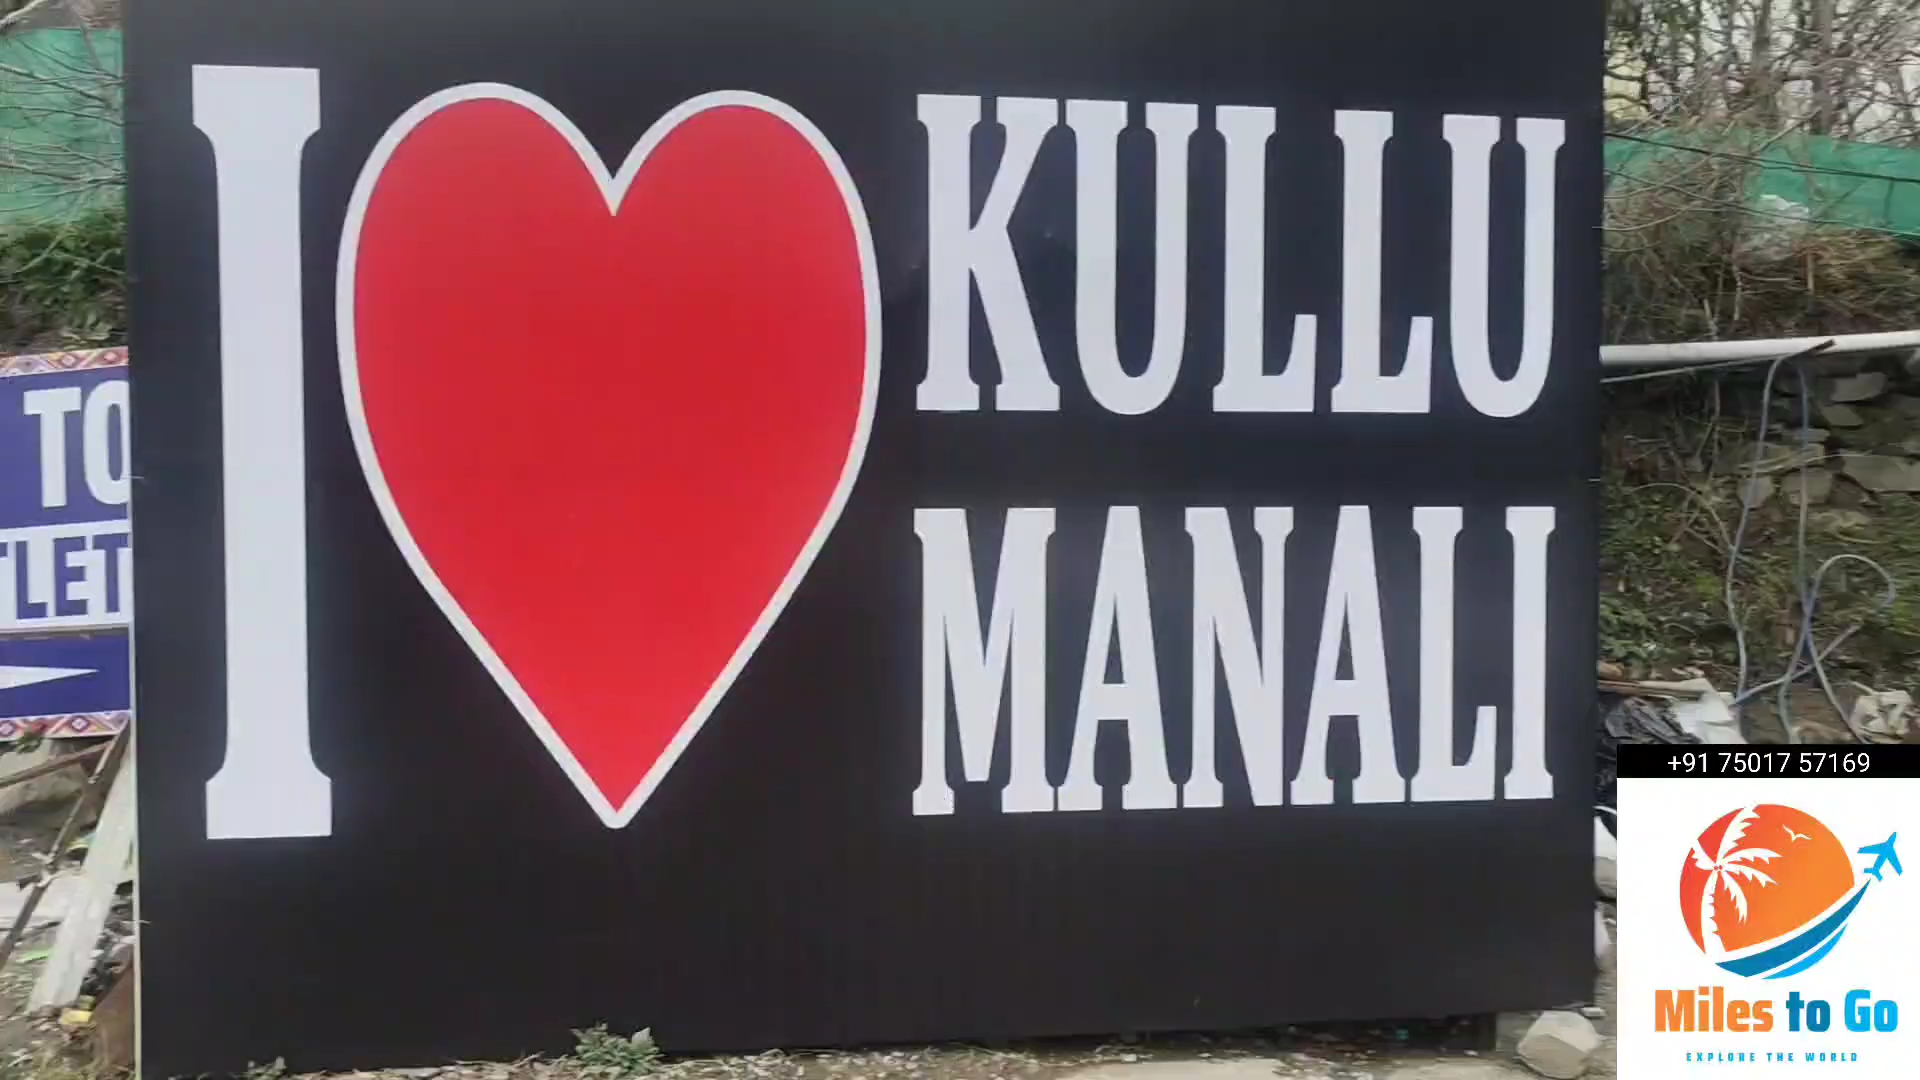 I
KULLU
MANALI
TO
TLET
+91 75017 57169
Miles to Go
EXPLORE THE WORLD